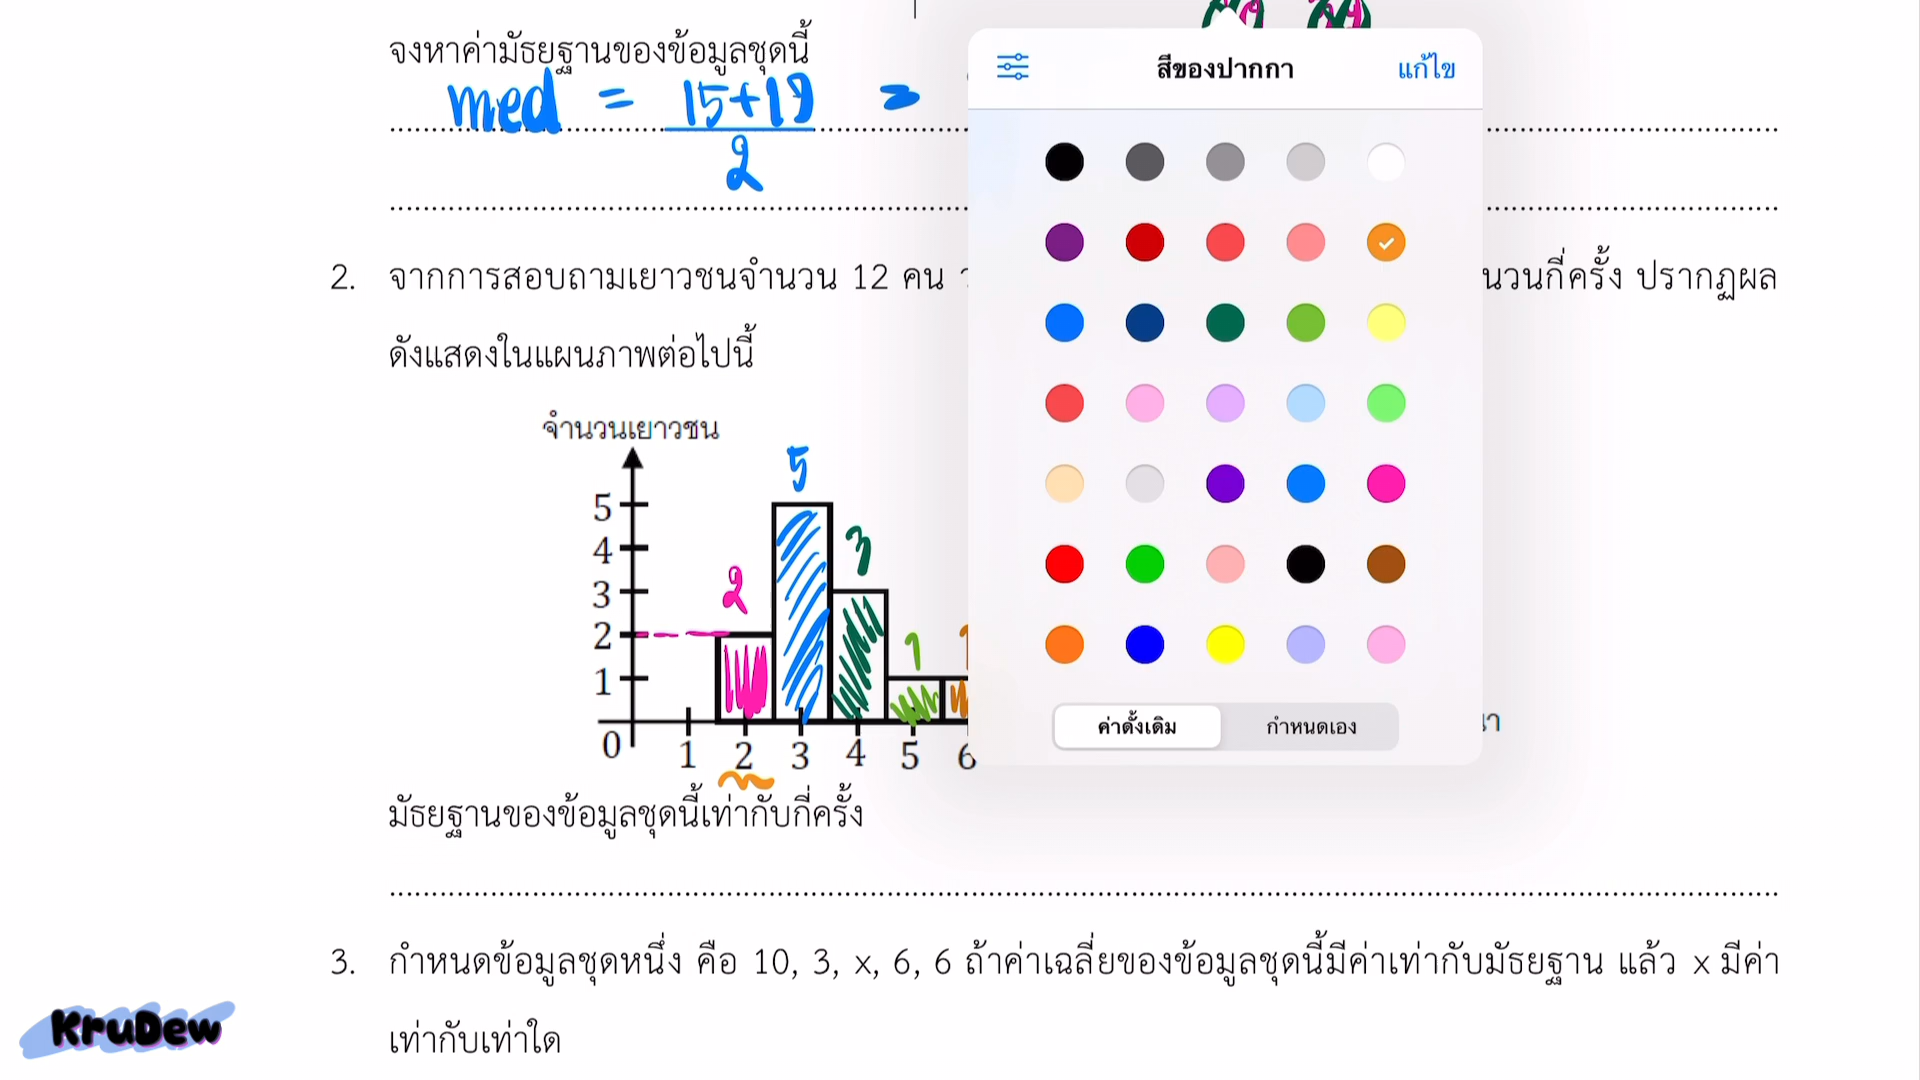 จงหาค่ามัธยฐานของข้อมูลชุดนี้
med = 15+19 =
2
2. จากการสอบถามเยาวชนจำนวน 12 คน
นวนกี่ครั้ง ปรากฏผล
ดังแสดงในแผนภาพต่อไปนี้
จำนวนเยาวชน
5
4
3
2
1
0
1 2 3 4 5 6
2
5
3
1
มัธยฐานของข้อมูลชุดนี้เท่ากับกี่ครั้ง
3. กำหนดข้อมูลชุดหนึ่ง คือ 10, 3, x, 6, 6 ถ้าค่าเฉลี่ยของข้อมูลชุดนี้มีค่าเท่ากับมัธยฐาน แล้ว x มีค่า
เท่ากับเท่าใด
สีของปากกา
แก้ไข
ค่าดั้งเดิม
กำหนดเอง
KruDew